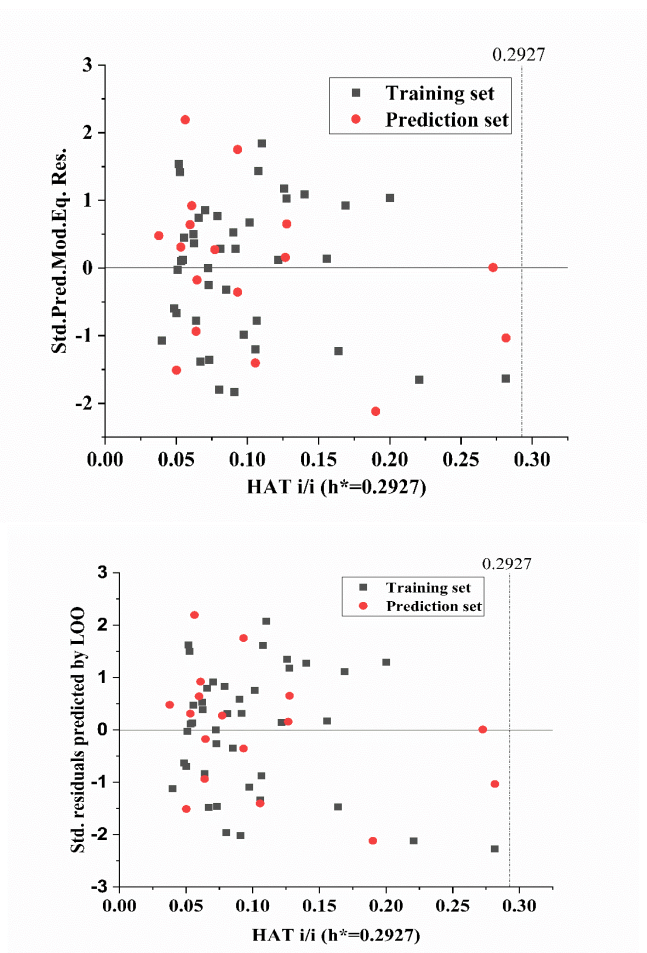 0.2927
3
Training set
Prediction set
2
1
0
-1
-2
Std.Pred.Mod.Eq. Res.
0.00 0.05 0.10 0.15 0.20 0.25 0.30
HAT i/i (h*=0.2927)
0.2927
3
Training set
Prediction set
2
1
0
-1
-2
-3
Std. residuals predicted by LOO
0.00 0.05 0.10 0.15 0.20 0.25 0.30
HAT i/i (h*=0.2927)